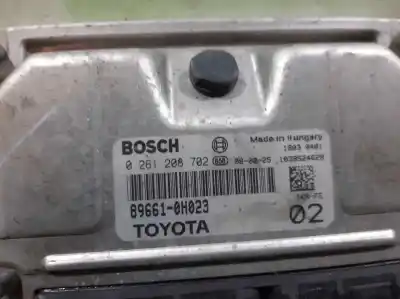 BOSCH Made in Hungary
0 261 208 702
89661-0H023
02
TOYOTA